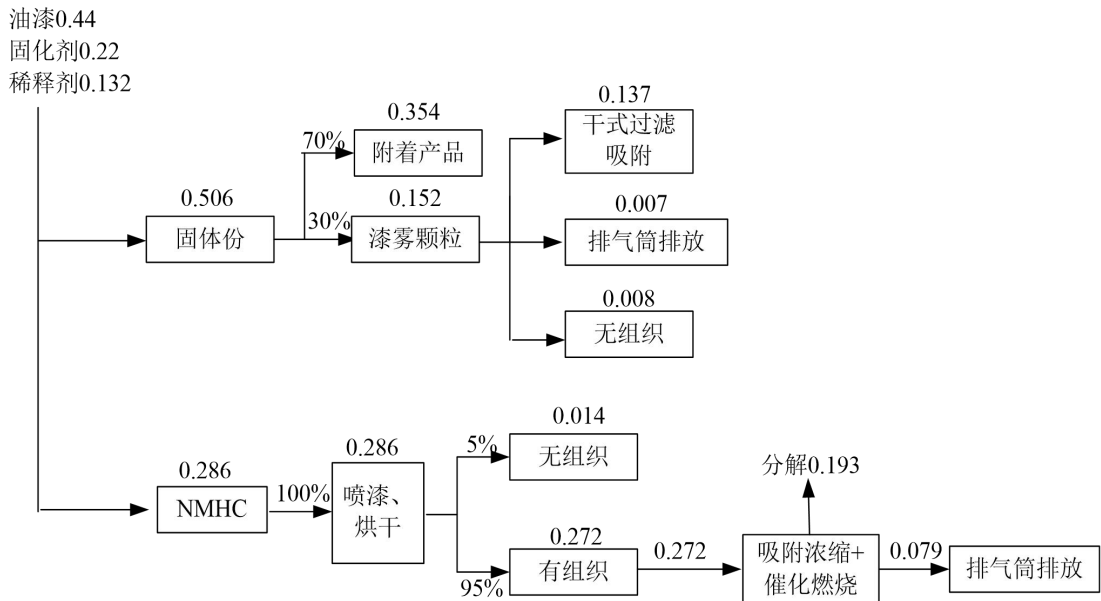 油漆0.44
固化剂0.22
稀释剂0.132
0.137
干式过滤
吸附
0.354
70%
附着产品
0.506
固体份
30%
0.152
漆雾颗粒
0.007
排气筒排放
0.008
无组织
0.014
5%
无组织
0.286
NMHC
100%
0.286
喷漆、
烘干
分解0.193
0.272
95%
有组织
0.272
吸附浓缩+
催化燃烧
0.079
排气筒排放